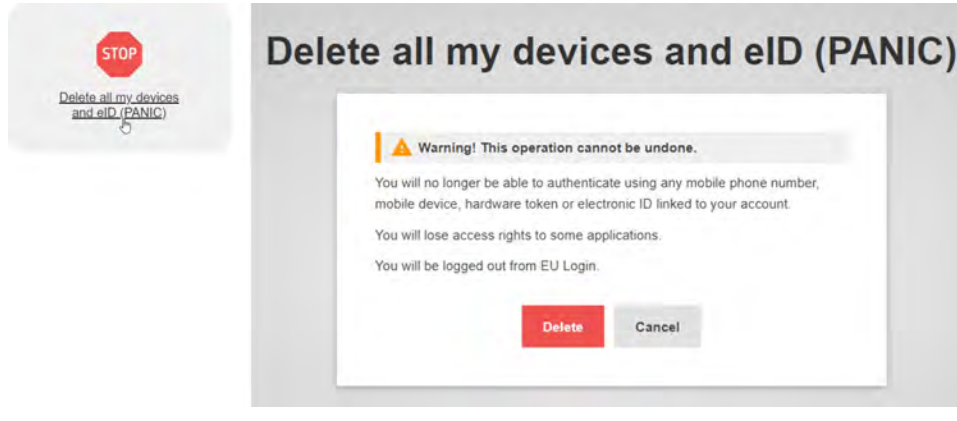 STOP
Delete all my devices
and eID (PANIC)
Delete all my devices and eID (PANIC)
Warning! This operation cannot be undone.
You will no longer be able to authenticate using any mobile phone number,
mobile device, hardware token or electronic ID linked to your account.
You will lose access rights to some applications.
You will be logged out from EU Login.
Delete
Cancel